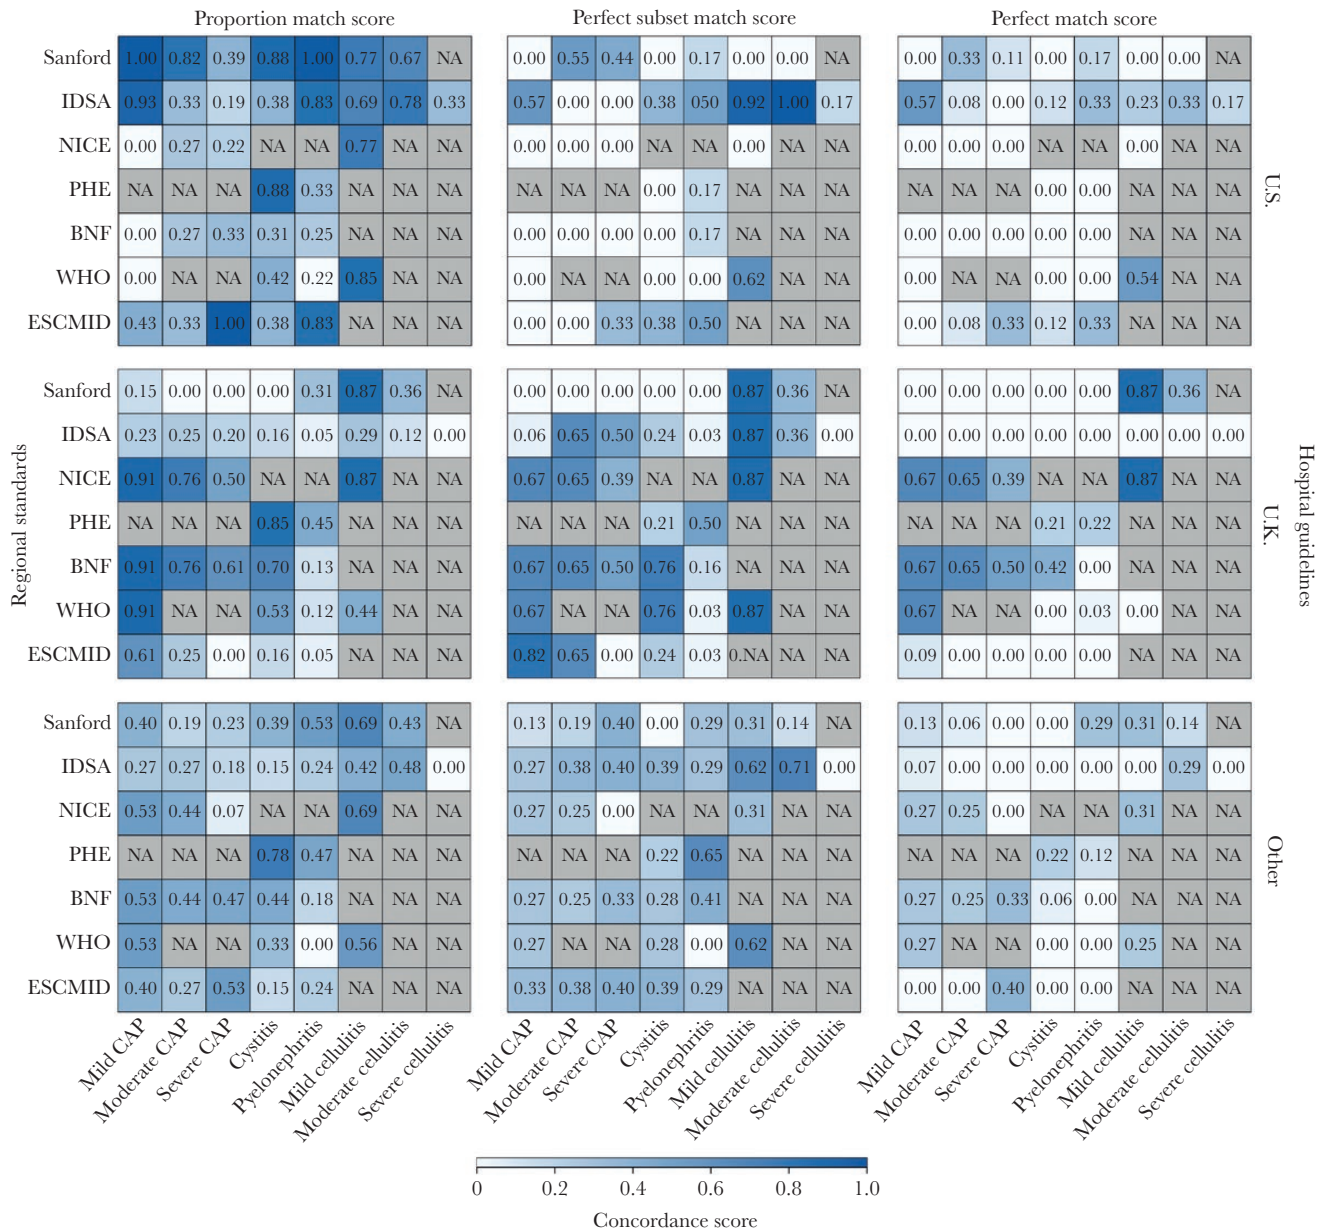 Proportion match score Perfect subset match score Perfect match score
Sanford 1.00 0.82 0.39 0.88 1.00 0.77 0.67 NA 0.00 0.55 0.44 0.00 0.17 0.00 0.00 NA 0.00 0.33 0.11 0.00 0.17 0.00 0.00 NA
IDSA 0.93 0.33 0.19 0.38 0.83 0.69 0.78 0.33 0.57 0.00 0.00 0.38 050 0.92 1.00 0.17 0.57 0.08 0.00 0.12 0.33 0.23 0.33 0.17
NICE 0.00 0.27 0.22 NA NA 0.77 NA NA 0.00 0.00 0.00 NA NA 0.00 NA NA 0.00 0.00 0.00 NA NA 0.00 NA NA
PHE NA NA NA 0.88 0.33 NA NA NA NA NA NA 0.00 0.17 NA NA NA NA NA NA 0.00 0.00 NA NA NA
U.S.
BNF 0.00 0.27 0.33 0.31 0.25 NA NA NA 0.00 0.00 0.00 0.00 0.17 NA NA NA 0.00 0.00 0.00 0.00 0.00 NA NA NA
WHO 0.00 NA NA 0.42 0.22 0.85 NA NA 0.00 NA NA 0.00 0.00 0.62 NA NA 0.00 NA NA 0.00 0.00 0.54 NA NA
ESCMID 0.43 0.33 1.00 0.38 0.83 NA NA NA 0.00 0.00 0.33 0.38 0.50 NA NA NA 0.00 0.08 0.33 0.12 0.33 NA NA NA
Sanford 0.15 0.00 0.00 0.00 0.31 0.87 0.36 NA 0.00 0.00 0.00 0.00 0.00 0.87 0.36 NA 0.00 0.00 0.00 0.00 0.00 0.87 0.36 NA
IDSA 0.23 0.25 0.20 0.16 0.05 0.29 0.12 0.00 0.06 0.65 0.50 0.24 0.03 0.87 0.36 0.00 0.00 0.00 0.00 0.00 0.00 0.00 0.00 0.00
NICE 0.91 0.76 0.50 NA NA 0.87 NA NA 0.67 0.65 0.39 NA NA 0.87 NA NA 0.67 0.65 0.39 NA NA 0.87 NA NA
PHE NA NA NA 0.85 0.45 NA NA NA NA NA NA 0.21 0.50 NA NA NA NA NA NA 0.21 0.22 NA NA NA
Regional standards
U.K.
Hospital guidelines
BNF 0.91 0.76 0.61 0.70 0.13 NA NA NA 0.67 0.65 0.50 0.76 0.16 NA NA NA 0.67 0.65 0.50 0.42 0.00 NA NA NA
WHO 0.91 NA NA 0.53 0.12 0.44 NA NA 0.67 NA NA 0.76 0.03 0.87 NA NA 0.67 NA NA 0.00 0.03 0.00 NA NA
ESCMID 0.61 0.25 0.00 0.16 0.05 NA NA NA 0.82 0.65 0.00 0.24 0.03 0.NA NA NA 0.09 0.00 0.00 0.00 0.00 NA NA NA
Sanford 0.40 0.19 0.23 0.39 0.53 0.69 0.43 NA 0.13 0.19 0.40 0.00 0.29 0.31 0.14 NA 0.13 0.06 0.00 0.00 0.29 0.31 0.14 NA
IDSA 0.27 0.27 0.18 0.15 0.24 0.42 0.48 0.00 0.27 0.38 0.40 0.39 0.29 0.62 0.71 0.00 0.07 0.00 0.00 0.00 0.00 0.00 0.29 0.00
NICE 0.53 0.44 0.07 NA NA 0.69 NA NA 0.27 0.25 0.00 NA NA 0.31 NA NA 0.27 0.25 0.00 NA NA 0.31 NA NA
PHE NA NA NA 0.78 0.47 NA NA NA NA NA NA 0.22 0.65 NA NA NA NA NA NA 0.22 0.12 NA NA NA
Other
BNF 0.53 0.44 0.47 0.44 0.18 NA NA NA 0.27 0.25 0.33 0.28 0.41 NA NA NA 0.27 0.25 0.33 0.06 0.00 NA NA NA
WHO 0.53 NA NA 0.33 0.00 0.56 NA NA 0.27 NA NA 0.28 0.00 0.62 NA NA 0.27 NA NA 0.00 0.00 0.25 NA NA
ESCMID 0.40 0.27 0.53 0.15 0.24 NA NA NA 0.33 0.38 0.40 0.39 0.29 NA NA NA 0.00 0.00 0.40 0.00 0.00 NA NA NA
Mild CAP Moderate CAP Severe CAP Cystitis Pyelonephritis Mild cellulitis Moderate cellulitis Severe cellulitis Mild CAP Moderate CAP Severe CAP Cystitis Pyelonephritis Mild cellulitis Moderate cellulitis Severe cellulitis Mild CAP Moderate CAP Severe CAP Cystitis Pyelonephritis Mild cellulitis Moderate cellulitis Severe cellulitis
0 0.2 0.4 0.6 0.8 1.0
Concordance score